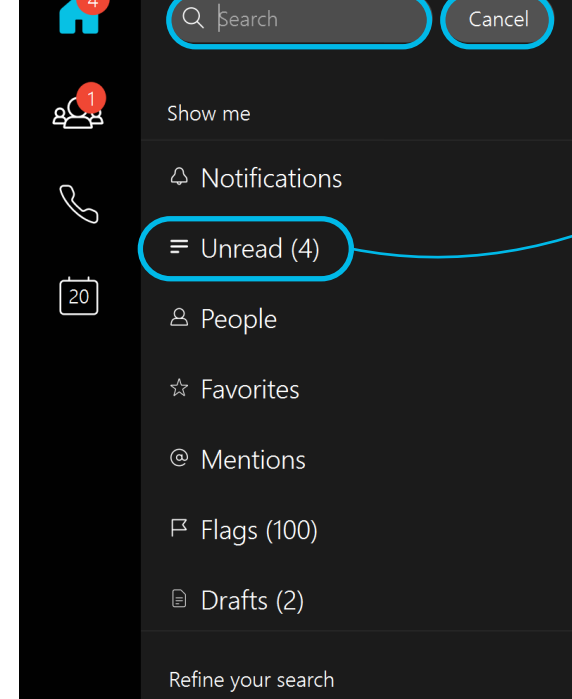 4
Search
Cancel
1
Show me
Notifications
Unread (4)
20
People
Favorites
@ Mentions
Flags (100)
Drafts (2)
Refine your search